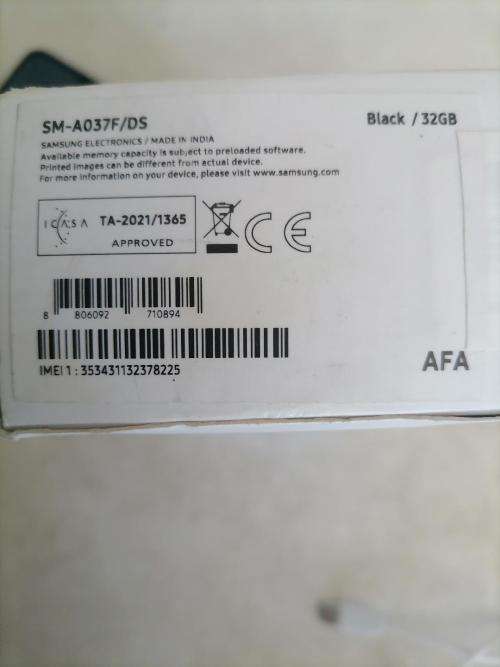 SM-A037F/DS
Black / 32GB
SAMSUNG ELECTRONICS / MADE IN INDIA
Available memory capacity is subject to preloaded software.
Printed images can be different from actual device.
For more information on your device, please visit www.samsung.com
ICASA TA-2021/1365
APPROVED
CE
8 806092 710894
IMEI 1 : 353431132378225
AFA